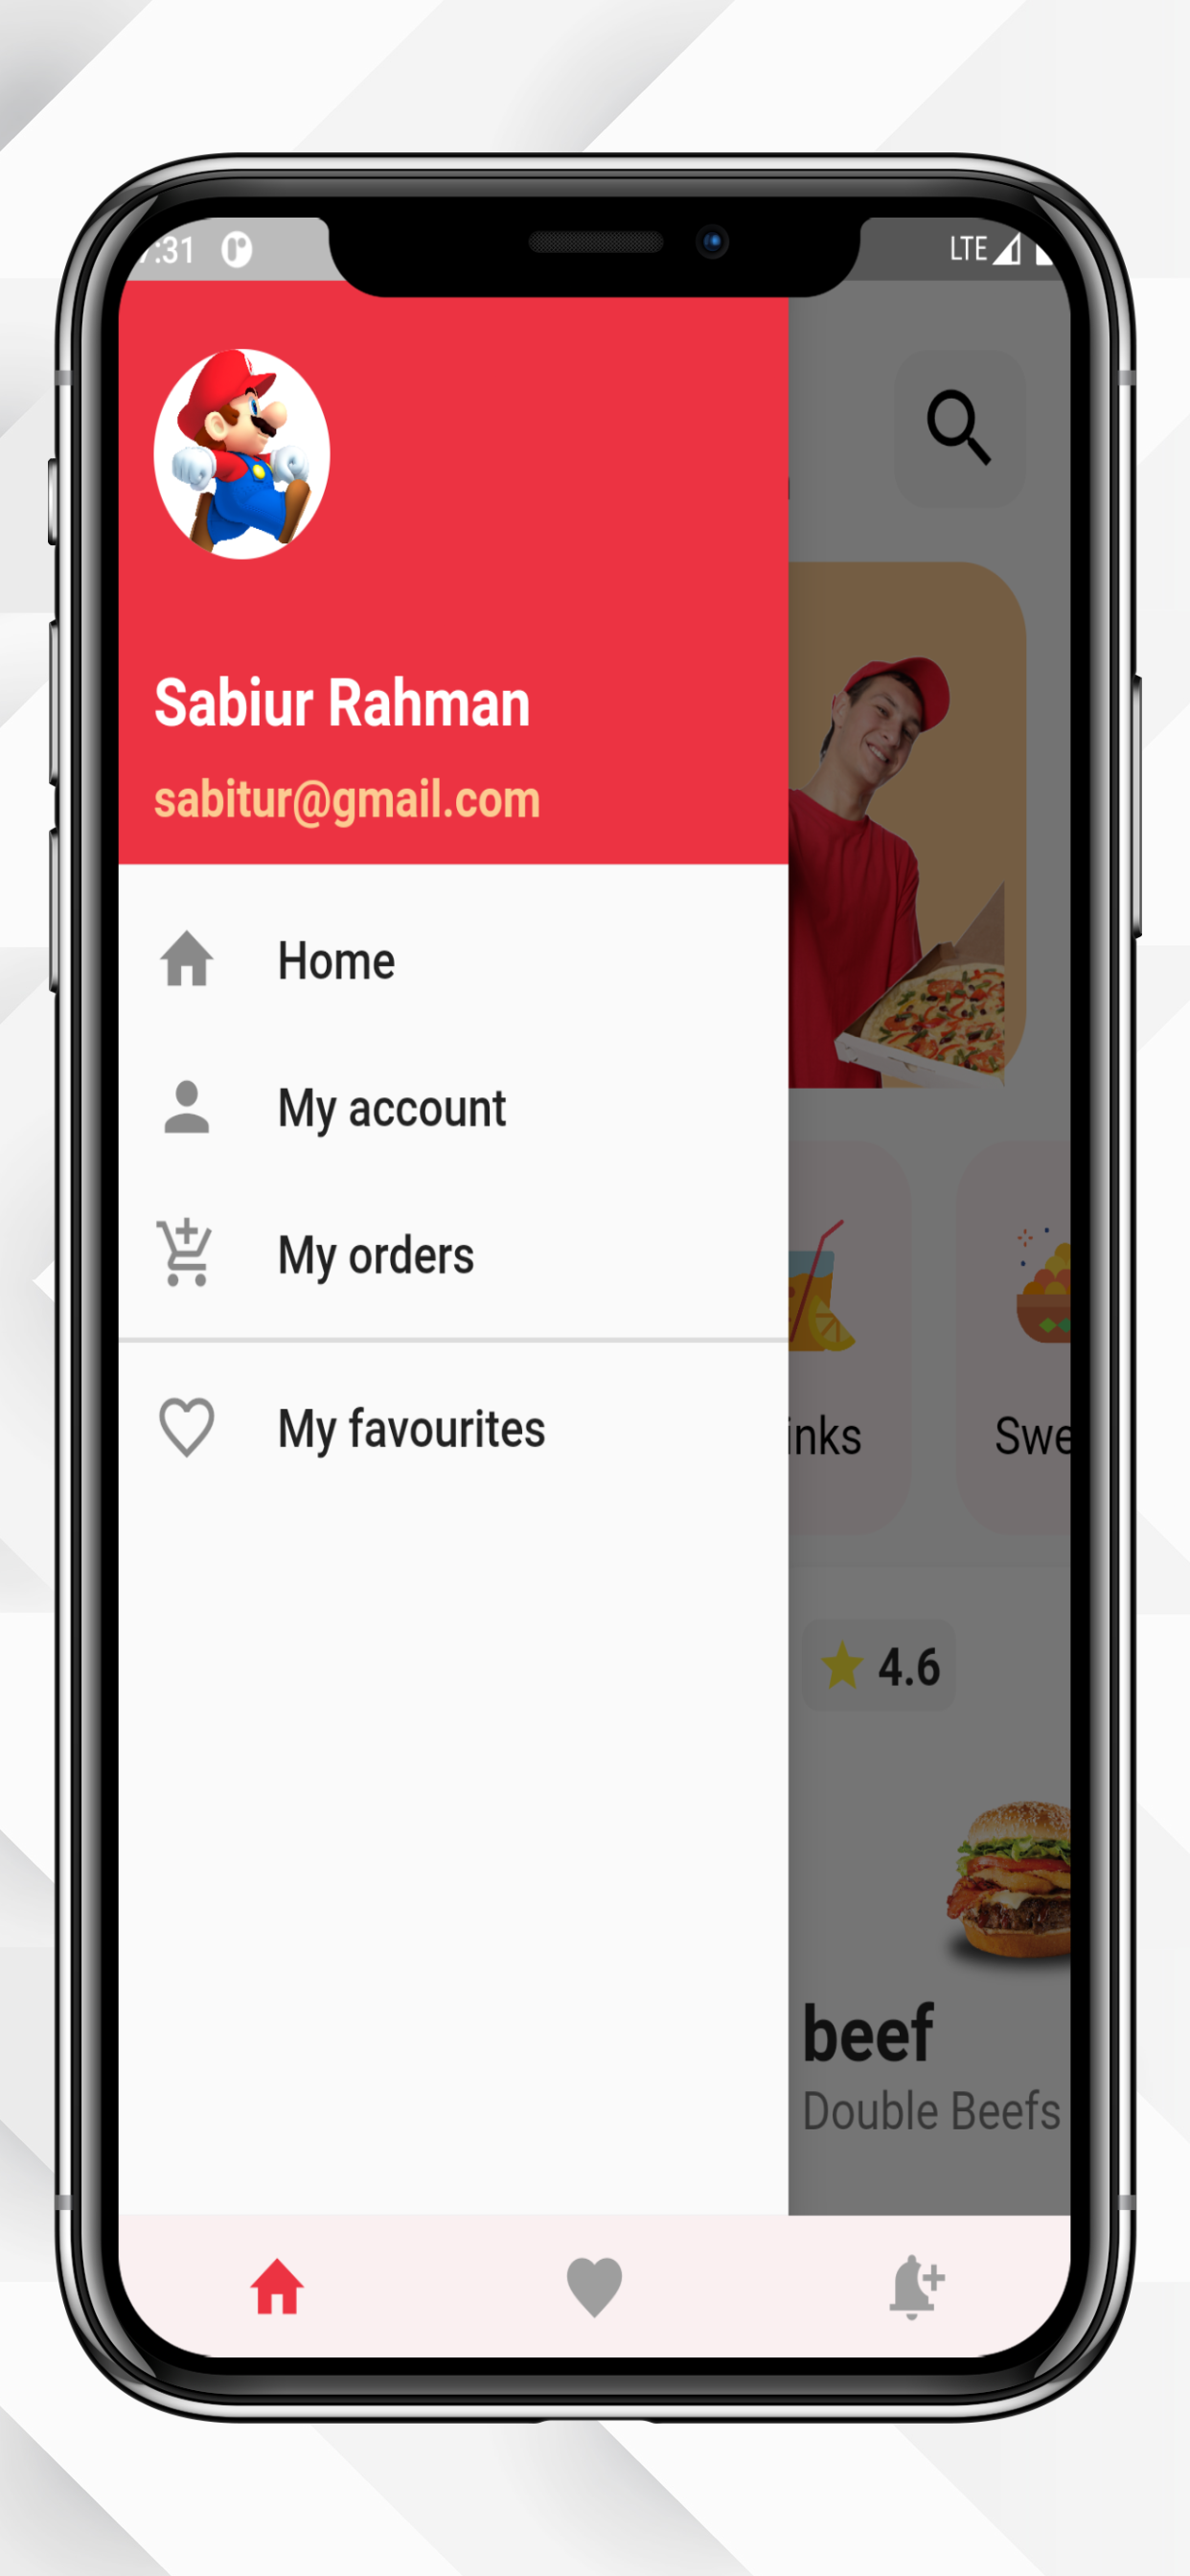 :31
LTE
Sabiur Rahman
sabitur@gmail.com
Home
My account
My orders
My favourites
inks
Swe
4.6
beef
Double Beefs